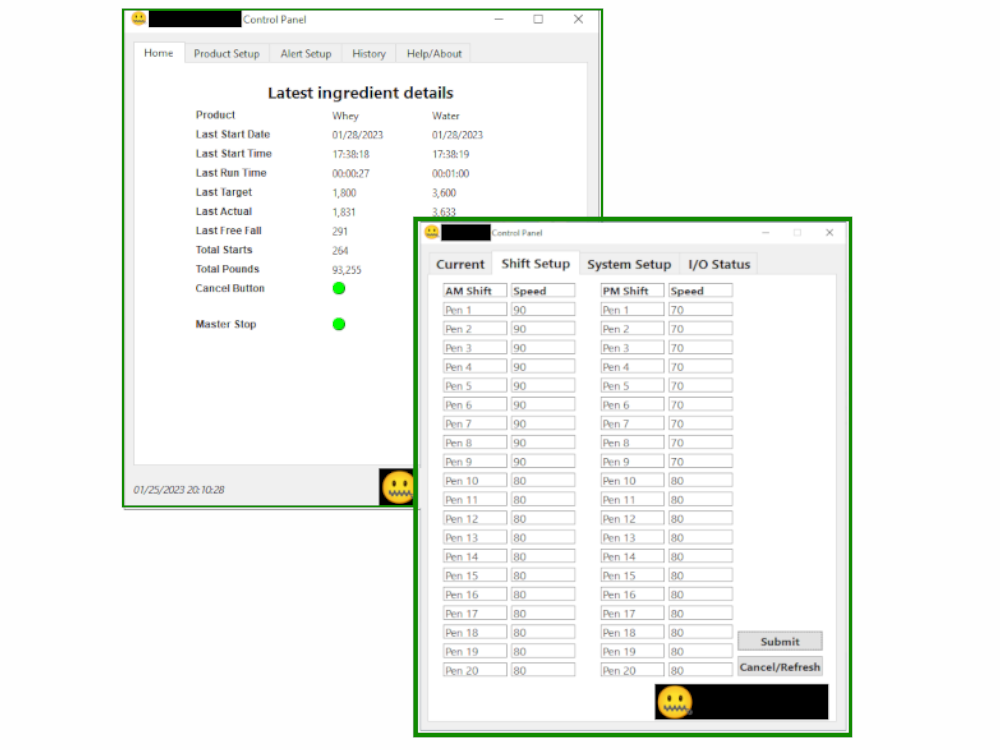 Control Panel
Home Product Setup Alert Setup History Help/About
Latest ingredient details
Product Whey Water
Last Start Date 01/28/2023 01/28/2023
Last Start Time 17:38:18 17:38:19
Last Run Time 00:00:27 00:01:00
Last Target 1,800 3,600
Last Actual 1,831 3,633
Last Free Fall 291
Total Starts 264
Total Pounds 93,255
Cancel Button
Master Stop
01/25/2023 20:10:28
Control Panel
Current Shift Setup System Setup I/O Status
AM Shift Speed PM Shift Speed
Pen 1 90 Pen 1 70
Pen 2 90 Pen 2 70
Pen 3 90 Pen 3 70
Pen 4 90 Pen 4 70
Pen 5 90 Pen 5 70
Pen 6 90 Pen 6 70
Pen 7 90 Pen 7 70
Pen 8 90 Pen 8 70
Pen 9 90 Pen 9 70
Pen 10 80 Pen 10 80
Pen 11 80 Pen 11 80
Pen 12 80 Pen 12 80
Pen 13 80 Pen 13 80
Pen 14 80 Pen 14 80
Pen 15 80 Pen 15 80
Pen 16 80 Pen 16 80
Pen 17 80 Pen 17 80
Pen 18 80 Pen 18 80
Pen 19 80 Pen 19 80
Pen 20 80 Pen 20 80
Submit
Cancel/Refresh